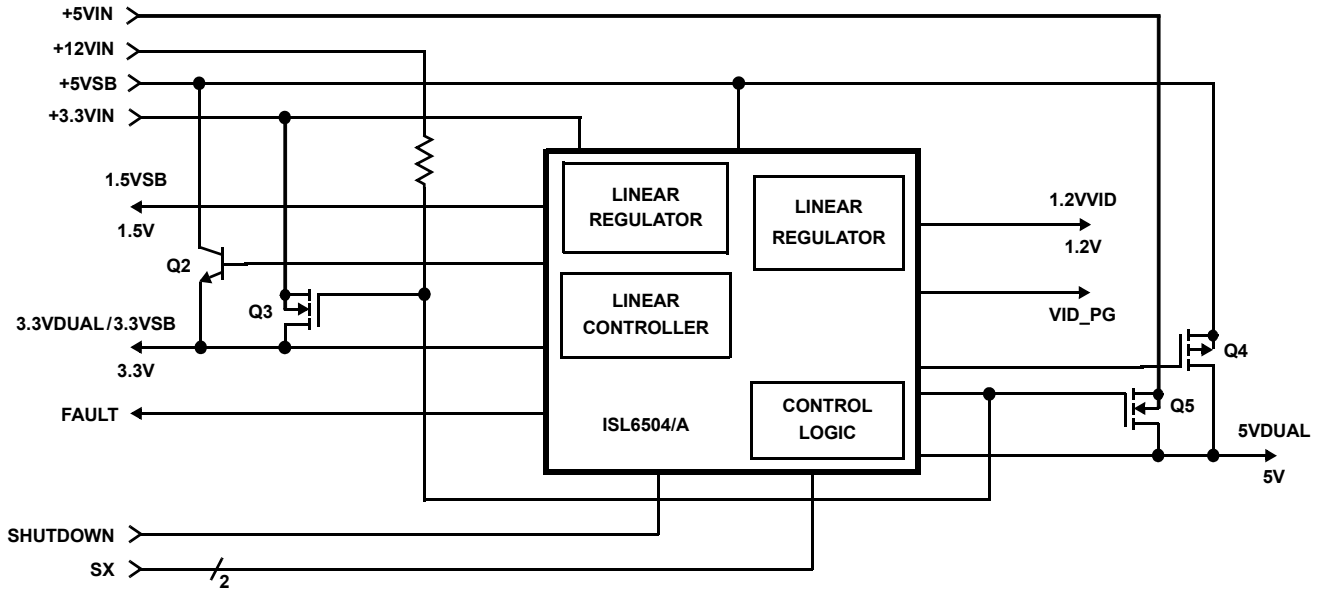 +5VIN
+12VIN
+5VSB
+3.3VIN
1.5VSB
1.5V
Q2
Q3
3.3VDUAL/3.3VSB
3.3V
FAULT
SHUTDOWN
SX
2
LINEAR
REGULATOR
LINEAR
CONTROLLER
ISL6504/A
LINEAR
REGULATOR
CONTROL
LOGIC
1.2VVID
1.2V
VID_PG
Q4
Q5
5VDUAL
5V